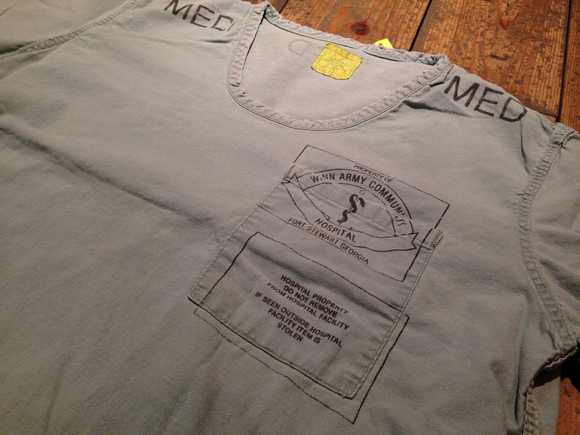 MED
MED
PROPERTY OF
WINN ARMY COMMUNITY
HOSPITAL
FORT STEWART GEORGIA
HOSPITAL PROPERTY
DO NOT REMOVE
FROM HOSPITAL FACILITY
IF SEEN OUTSIDE HOSPITAL
FACILITY ITEM IS
STOLEN